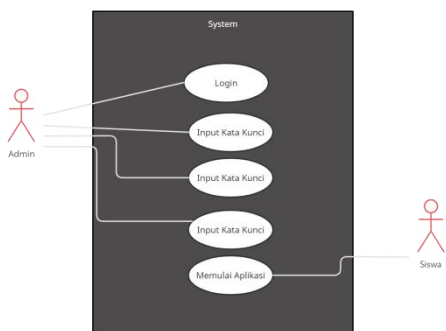 System
Login
Input Kata Kunci
Admin
Input Kata Kunci
Input Kata Kunci
Memulai Aplikasi
Siswa